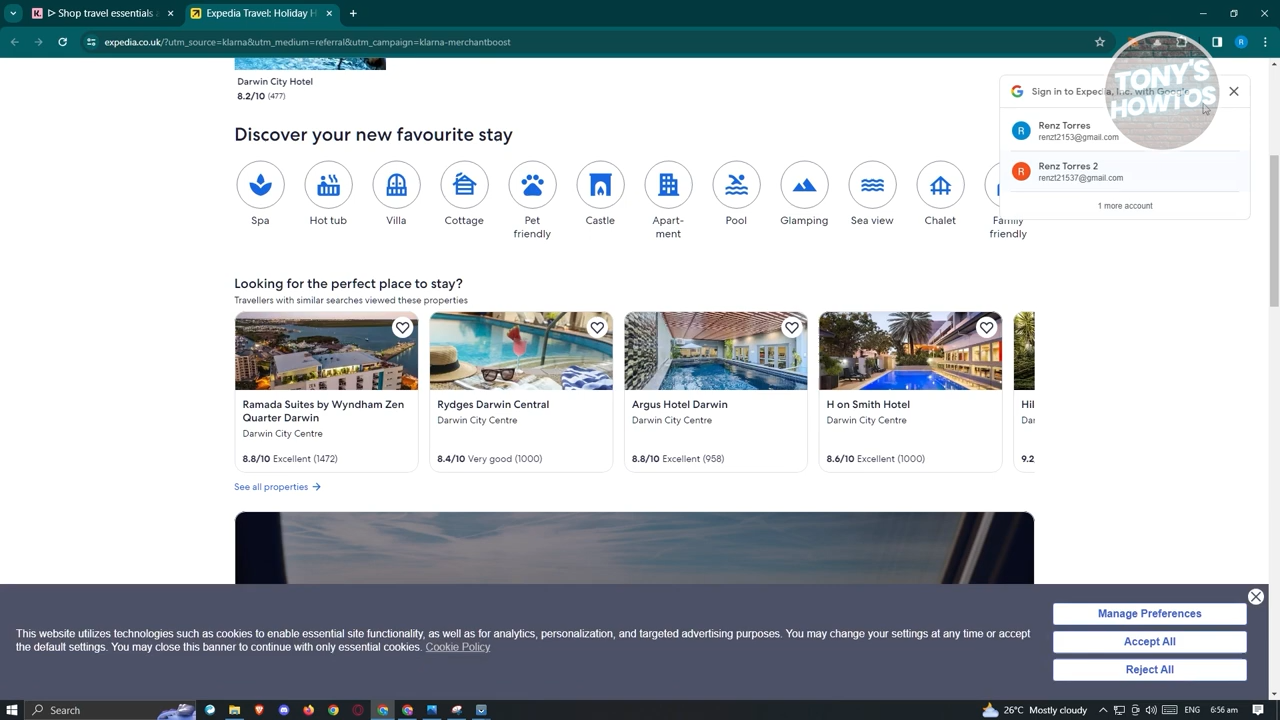 Shop travel essentials a
Expedia Travel: Holiday H
expedia.co.uk/?utm_source=klarna&utm_medium=referral&utm_campaign=klarna-merchantboost
R
TONY'S
HOWTOS
Sign in to Expedia, Inc. with Google
R
Renz Torres
renzt2153@gmail.com
R
Renz Torres 2
renzt21537@gmail.com
1 more account
Darwin City Hotel
8.2/10 (477)
Discover your new favourite stay
Spa
Hot tub
Villa
Cottage
Pet
friendly
Castle
Apart-
ment
Pool
Glamping
Sea view
Chalet
Family
friendly
Looking for the perfect place to stay?
Travellers with similar searches viewed these properties
Ramada Suites by Wyndham Zen
Quarter Darwin
Darwin City Centre
8.8/10 Excellent (1472)
Rydges Darwin Central
Darwin City Centre
8.4/10 Very good (1000)
Argus Hotel Darwin
Darwin City Centre
8.8/10 Excellent (958)
H on Smith Hotel
Darwin City Centre
8.6/10 Excellent (1000)
Hil
Da
9.2
See all properties
This website utilizes technologies such as cookies to enable essential site functionality, as well as for analytics, personalization, and targeted advertising purposes. You may change your settings at any time or accept
the default settings. You may close this banner to continue with only essential cookies. Cookie Policy
Manage Preferences
Accept All
Reject All
Search
26°C Mostly cloudy
6:56 am